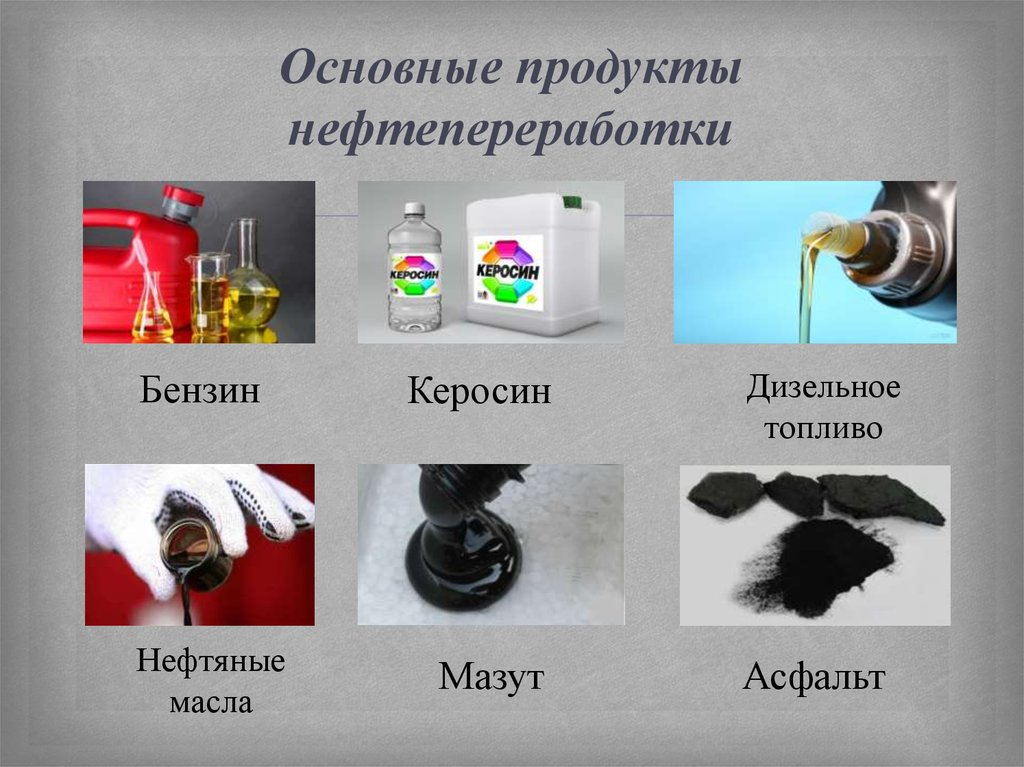 Основные продукты
нефтепереработки
КЕРОСИН
КЕРОСИН
Бензин
Керосин
Дизельное
топливо
Нефтяные
масла
Мазут
Асфальт